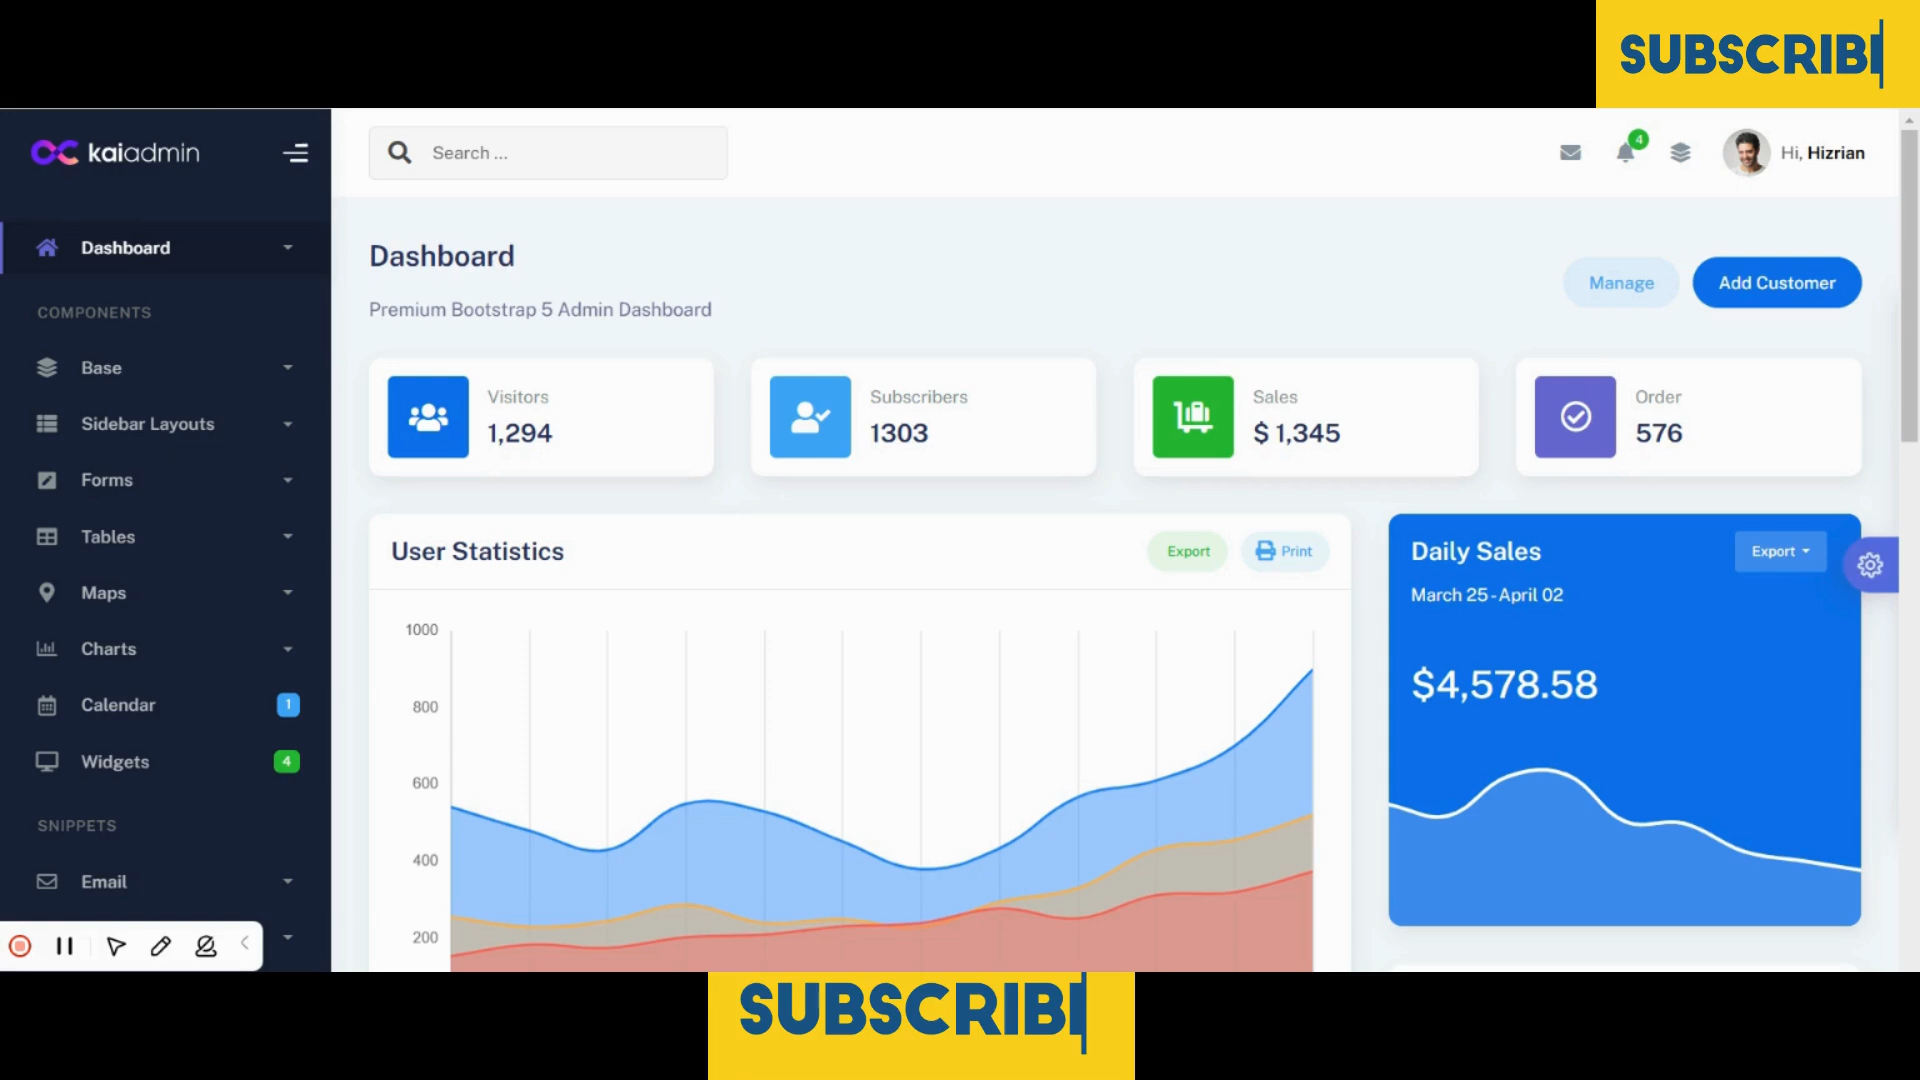 SUBSCRIB
kaiadmin
Search ...
4
Hi, Hizrian
Dashboard
COMPONENTS
Base
Sidebar Layouts
Forms
Tables
Maps
Charts
Calendar
1
Widgets
4
SNIPPETS
Email
Dashboard
Premium Bootstrap 5 Admin Dashboard
Manage
Add Customer
Visitors
1,294
Subscribers
1303
Sales
$ 1,345
Order
576
User Statistics
Export
Print
1000
800
600
400
200
Daily Sales
Export
March 25 - April 02
$4,578.58
SUBSCRIB